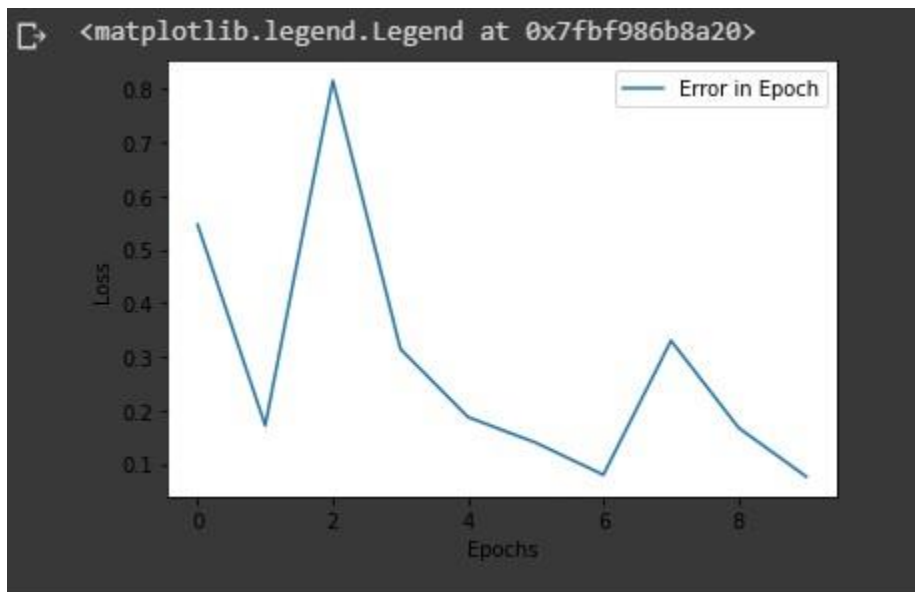 <matplotlib.legend.Legend at 0x7fbf986b8a20>
Error in Epoch
0.8
0.7
0.6
0.5
0.4
0.3
0.2
0.1
Loss
0 2 4 6 8
Epochs